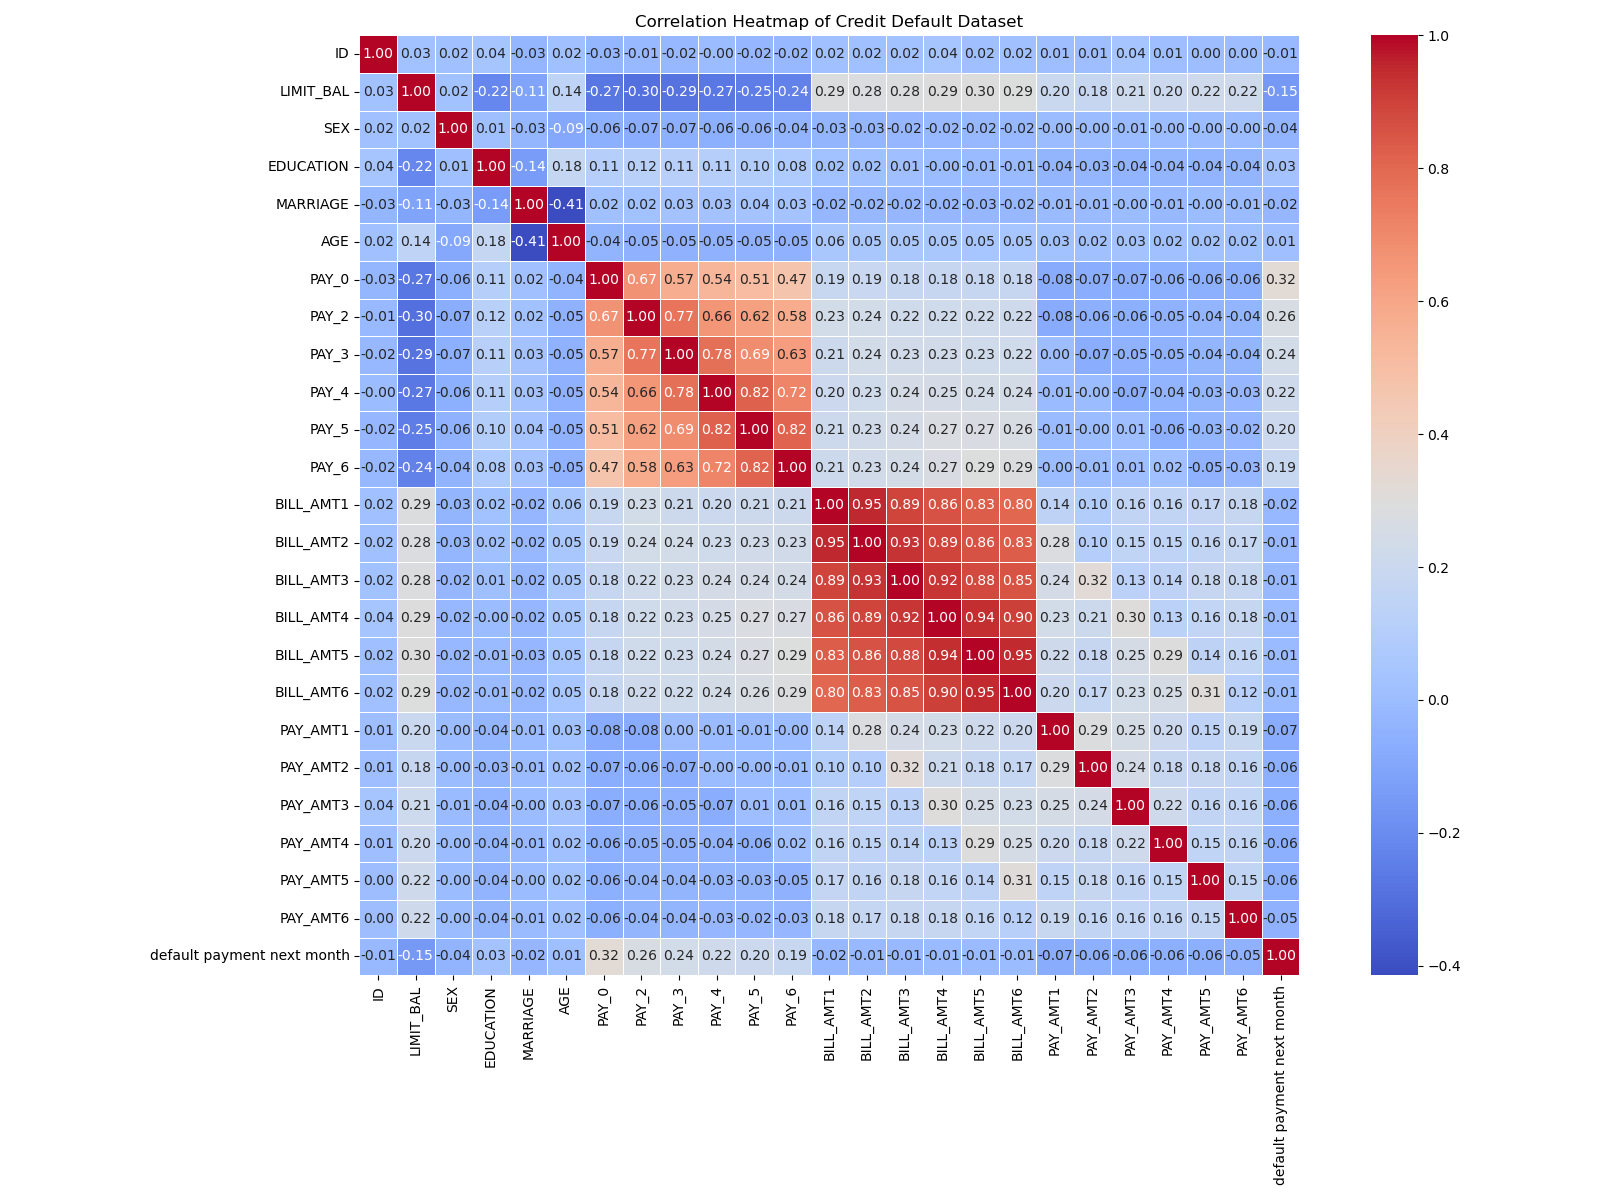 Correlation Heatmap of Credit Default Dataset
ID 1.00 0.03 0.02 0.04 -0.03 0.02 -0.03 -0.01 -0.02 -0.00 -0.02 -0.02 0.02 0.02 0.02 0.04 0.02 0.02 0.01 0.01 0.04 0.01 0.00 0.00 -0.01
LIMIT_BAL 0.03 1.00 0.02 -0.22 -0.11 0.14 -0.27 -0.30 -0.29 -0.27 -0.25 -0.24 0.29 0.28 0.28 0.29 0.30 0.29 0.20 0.18 0.21 0.20 0.22 0.22 -0.15
SEX 0.02 0.02 1.00 0.01 -0.03 -0.09 -0.06 -0.07 -0.07 -0.06 -0.06 -0.04 -0.03 -0.03 -0.02 -0.02 -0.02 -0.02 -0.00 -0.00 -0.01 -0.00 -0.00 -0.00 -0.04
EDUCATION 0.04 -0.22 0.01 1.00 -0.14 0.18 0.11 0.12 0.11 0.11 0.10 0.08 0.02 0.02 0.01 -0.00 -0.01 -0.01 -0.04 -0.03 -0.04 -0.04 -0.04 -0.04 0.03
MARRIAGE -0.03 -0.11 -0.03 -0.14 1.00 -0.41 0.02 0.02 0.03 0.03 0.04 0.03 -0.02 -0.02 -0.02 -0.02 -0.03 -0.02 -0.01 -0.01 -0.00 -0.01 -0.00 -0.01 -0.02
AGE 0.02 0.14 -0.09 0.18 -0.41 1.00 -0.04 -0.05 -0.05 -0.05 -0.05 -0.05 0.06 0.05 0.05 0.05 0.05 0.05 0.03 0.02 0.03 0.02 0.02 0.02 0.01
PAY_0 -0.03 -0.27 -0.06 0.11 0.02 -0.04 1.00 0.67 0.57 0.54 0.51 0.47 0.19 0.19 0.18 0.18 0.18 0.18 -0.08 -0.07 -0.07 -0.06 -0.06 -0.06 0.32
PAY_2 -0.01 -0.30 -0.07 0.12 0.02 -0.05 0.67 1.00 0.77 0.66 0.62 0.58 0.23 0.24 0.22 0.22 0.22 0.22 -0.08 -0.06 -0.06 -0.05 -0.04 -0.04 0.26
PAY_3 -0.02 -0.29 -0.07 0.11 0.03 -0.05 0.57 0.77 1.00 0.78 0.69 0.63 0.21 0.24 0.23 0.23 0.23 0.22 0.00 -0.07 -0.05 -0.05 -0.04 -0.04 0.24
PAY_4 -0.00 -0.27 -0.06 0.11 0.03 -0.05 0.54 0.66 0.78 1.00 0.82 0.72 0.20 0.23 0.24 0.25 0.24 0.24 -0.01 -0.00 -0.07 -0.04 -0.03 -0.03 0.22
PAY_5 -0.02 -0.25 -0.06 0.10 0.04 -0.05 0.51 0.62 0.69 0.82 1.00 0.82 0.21 0.23 0.24 0.27 0.27 0.26 -0.01 -0.00 0.01 -0.06 -0.03 -0.02 0.20
PAY_6 -0.02 -0.24 -0.04 0.08 0.03 -0.05 0.47 0.58 0.63 0.72 0.82 1.00 0.21 0.23 0.24 0.27 0.29 0.29 -0.00 -0.01 0.01 0.02 -0.05 -0.03 0.19
BILL_AMT1 0.02 0.29 -0.03 0.02 -0.02 0.06 0.19 0.23 0.21 0.20 0.21 0.21 1.00 0.95 0.89 0.86 0.83 0.80 0.14 0.10 0.16 0.16 0.17 0.18 -0.02
BILL_AMT2 0.02 0.28 -0.03 0.02 -0.02 0.05 0.19 0.24 0.24 0.23 0.23 0.23 0.95 1.00 0.93 0.89 0.86 0.83 0.28 0.10 0.15 0.15 0.16 0.17 -0.01
BILL_AMT3 0.02 0.28 -0.02 0.01 -0.02 0.05 0.18 0.22 0.23 0.24 0.24 0.24 0.89 0.93 1.00 0.92 0.88 0.85 0.24 0.32 0.13 0.14 0.18 0.18 -0.01
BILL_AMT4 0.04 0.29 -0.02 -0.00 -0.02 0.05 0.18 0.22 0.23 0.25 0.27 0.27 0.86 0.89 0.92 1.00 0.94 0.90 0.23 0.21 0.30 0.13 0.16 0.18 -0.01
BILL_AMT5 0.02 0.30 -0.02 -0.01 -0.03 0.05 0.18 0.22 0.23 0.24 0.27 0.29 0.83 0.86 0.88 0.94 1.00 0.95 0.22 0.18 0.25 0.29 0.14 0.16 -0.01
BILL_AMT6 0.02 0.29 -0.02 -0.01 -0.02 0.05 0.18 0.22 0.22 0.24 0.26 0.29 0.80 0.83 0.85 0.90 0.95 1.00 0.20 0.17 0.23 0.25 0.31 0.12 -0.01
PAY_AMT1 0.01 0.20 -0.00 -0.04 -0.01 0.03 -0.08 -0.08 0.00 -0.01 -0.01 -0.00 0.14 0.28 0.24 0.23 0.22 0.20 1.00 0.29 0.25 0.20 0.15 0.19 -0.07
PAY_AMT2 0.01 0.18 -0.00 -0.03 -0.01 0.02 -0.07 -0.06 -0.07 -0.00 -0.00 -0.01 0.10 0.10 0.32 0.21 0.18 0.17 0.29 1.00 0.24 0.18 0.18 0.16 -0.06
PAY_AMT3 0.04 0.21 -0.01 -0.04 -0.00 0.03 -0.07 -0.06 -0.05 -0.07 0.01 0.01 0.16 0.15 0.13 0.30 0.25 0.23 0.25 0.24 1.00 0.22 0.16 0.16 -0.06
PAY_AMT4 0.01 0.20 -0.00 -0.04 -0.01 0.02 -0.06 -0.05 -0.05 -0.04 -0.06 0.02 0.16 0.15 0.14 0.13 0.29 0.25 0.20 0.18 0.22 1.00 0.15 0.16 -0.06
PAY_AMT5 0.00 0.22 -0.00 -0.04 -0.00 0.02 -0.06 -0.04 -0.04 -0.03 -0.03 -0.05 0.17 0.16 0.18 0.16 0.14 0.31 0.15 0.18 0.16 0.15 1.00 0.15 -0.06
PAY_AMT6 0.00 0.22 -0.00 -0.04 -0.01 0.02 -0.06 -0.04 -0.04 -0.03 -0.02 -0.03 0.18 0.17 0.18 0.18 0.16 0.12 0.19 0.16 0.16 0.16 0.15 1.00 -0.05
default payment next month -0.01 -0.15 -0.04 0.03 -0.02 0.01 0.32 0.26 0.24 0.22 0.20 0.19 -0.02 -0.01 -0.01 -0.01 -0.01 -0.01 -0.07 -0.06 -0.06 -0.06 -0.06 -0.05 1.00
ID LIMIT_BAL SEX EDUCATION MARRIAGE AGE PAY_0 PAY_2 PAY_3 PAY_4 PAY_5 PAY_6 BILL_AMT1 BILL_AMT2 BILL_AMT3 BILL_AMT4 BILL_AMT5 BILL_AMT6 PAY_AMT1 PAY_AMT2 PAY_AMT3 PAY_AMT4 PAY_AMT5 PAY_AMT6 default payment next month
1.0
0.8
0.6
0.4
0.2
0.0
−0.2
−0.4